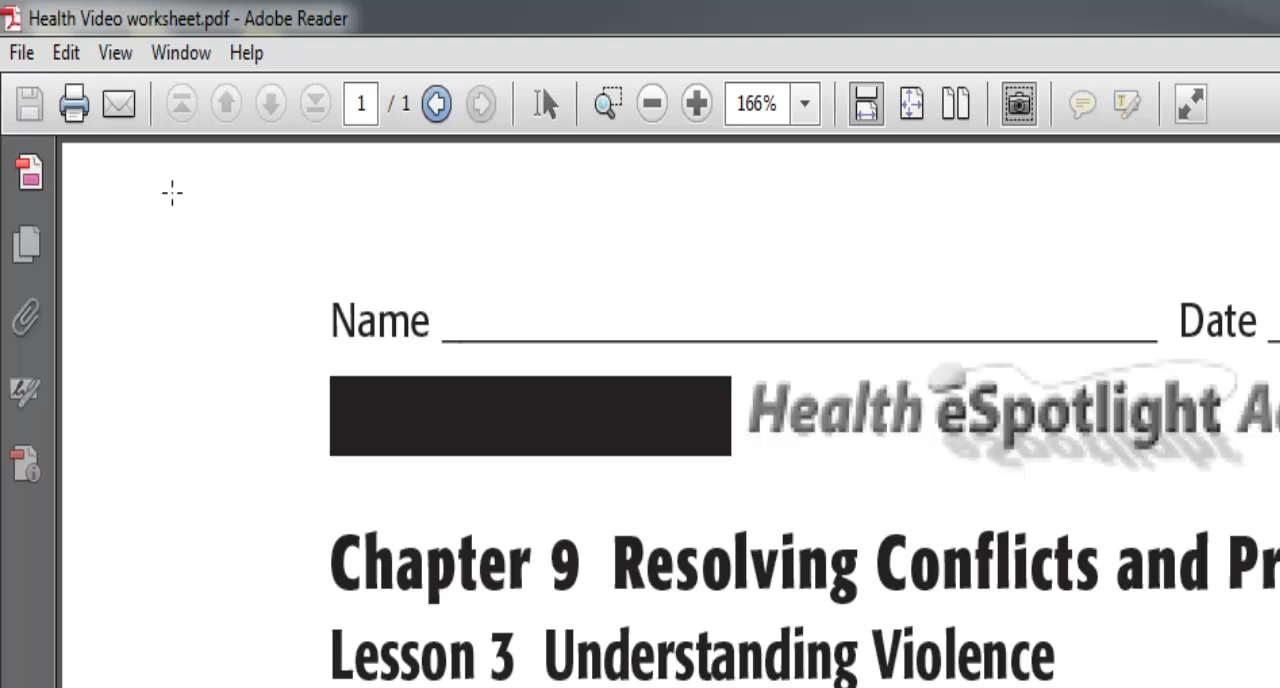 Health Video worksheet.pdf - Adobe Reader
File Edit View Window Help
1 / 1 166%
Name Date
Health eSpotlight
Chapter 9 Resolving Conflicts and
Lesson 3 Understanding Violence